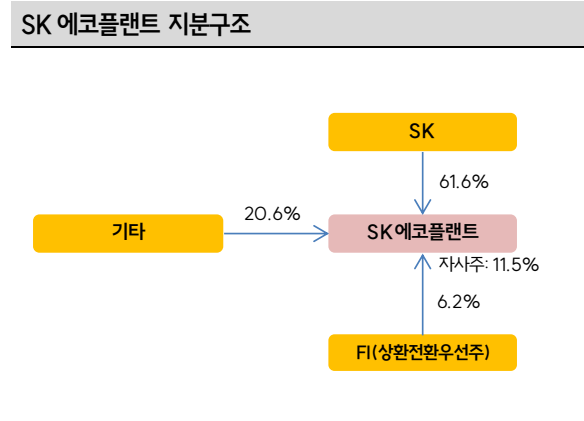 SK 에코플랜트 지분구조
SK
61.6%
기타
20.6%
SK에코플랜트
자사주: 11.5%
6.2%
FI(상환전환우선주)